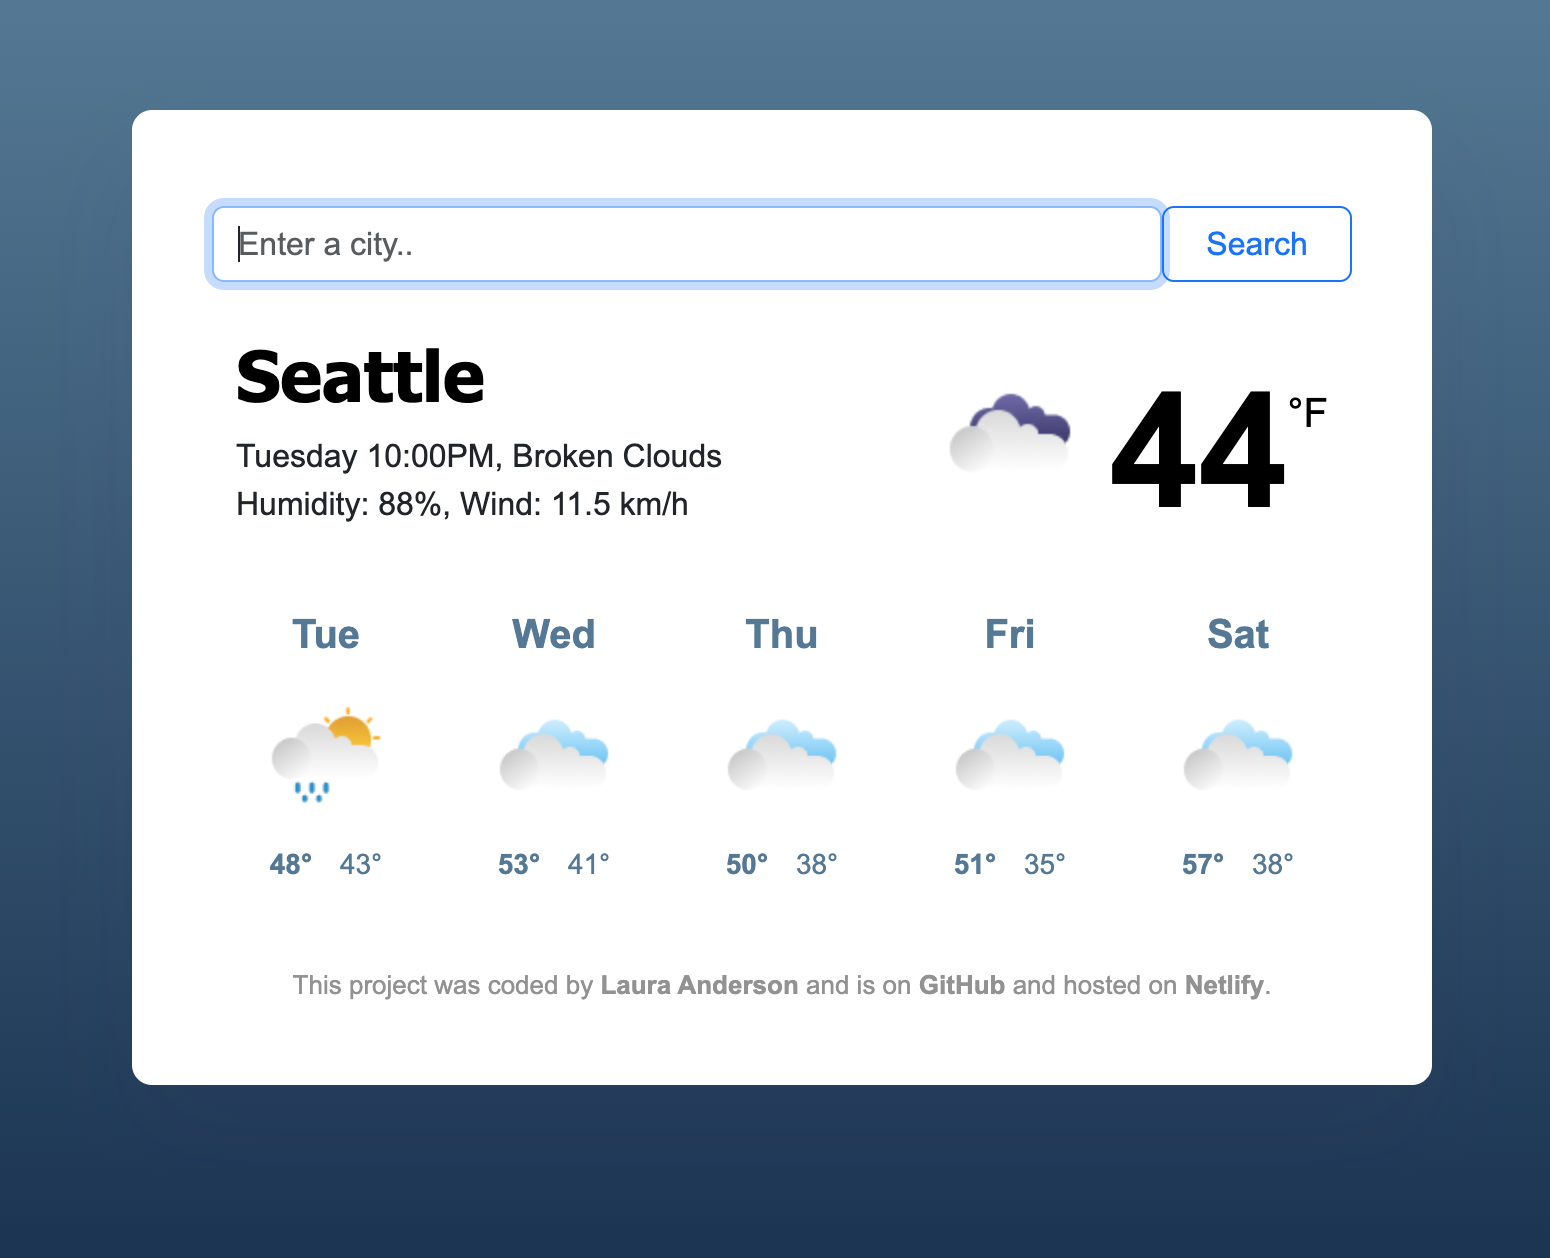 Enter a city..
Search
Seattle
44 °F
Tuesday 10:00PM, Broken Clouds
Humidity: 88%, Wind: 11.5 km/h
Tue Wed Thu Fri Sat
48° 43° 53° 41° 50° 38° 51° 35° 57° 38°
This project was coded by Laura Anderson and is on GitHub and hosted on Netlify.